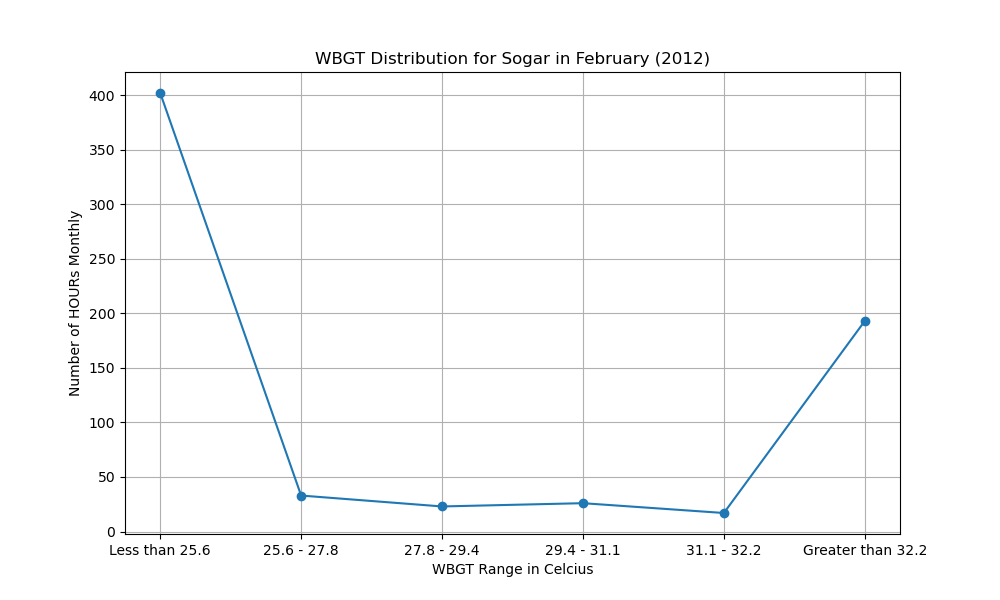 WBGT Distribution for Sogar in February (2012)
Number of HOURs Monthly
400
350
300
250
200
150
100
50
0
Less than 25.6
25.6 - 27.8
27.8 - 29.4
29.4 - 31.1
31.1 - 32.2
Greater than 32.2
WBGT Range in Celcius